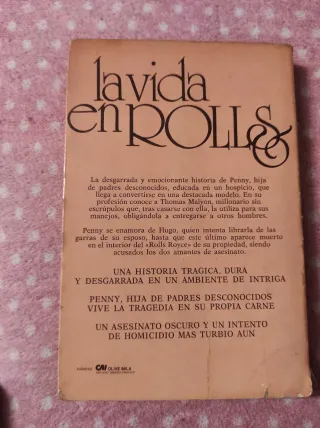 la vida
en ROLLS
La desgarrada y emocionante historia de Penny, hija
de padres desconocidos, educada en un hospicio, que
llega a convertirse en una destacada modelo. En su
profesión conoce a Thomas Malyon, millonario sin
escrúpulos que, tras casarse con ella, la utiliza para sus
manejos, obligándola a entregarse a otros hombres.
Penny se enamora de Hugo, quien intenta librarla de las
garras de su esposo, hasta que este último aparece muerto
en el interior del «Rolls Royce» de su propiedad, siendo
acusados los dos amantes de asesinato.
UNA HISTORIA TRAGICA, DURA
Y DESGARRADA EN UN AMBIENTE DE INTRIGA
PENNY, HIJA DE PADRES DESCONOCIDOS
VIVE LA TRAGEDIA EN SU PROPIA CARNE
UN ASESINATO OSCURO Y UN INTENTO
DE HOMICIDIO MAS TURBIO AUN